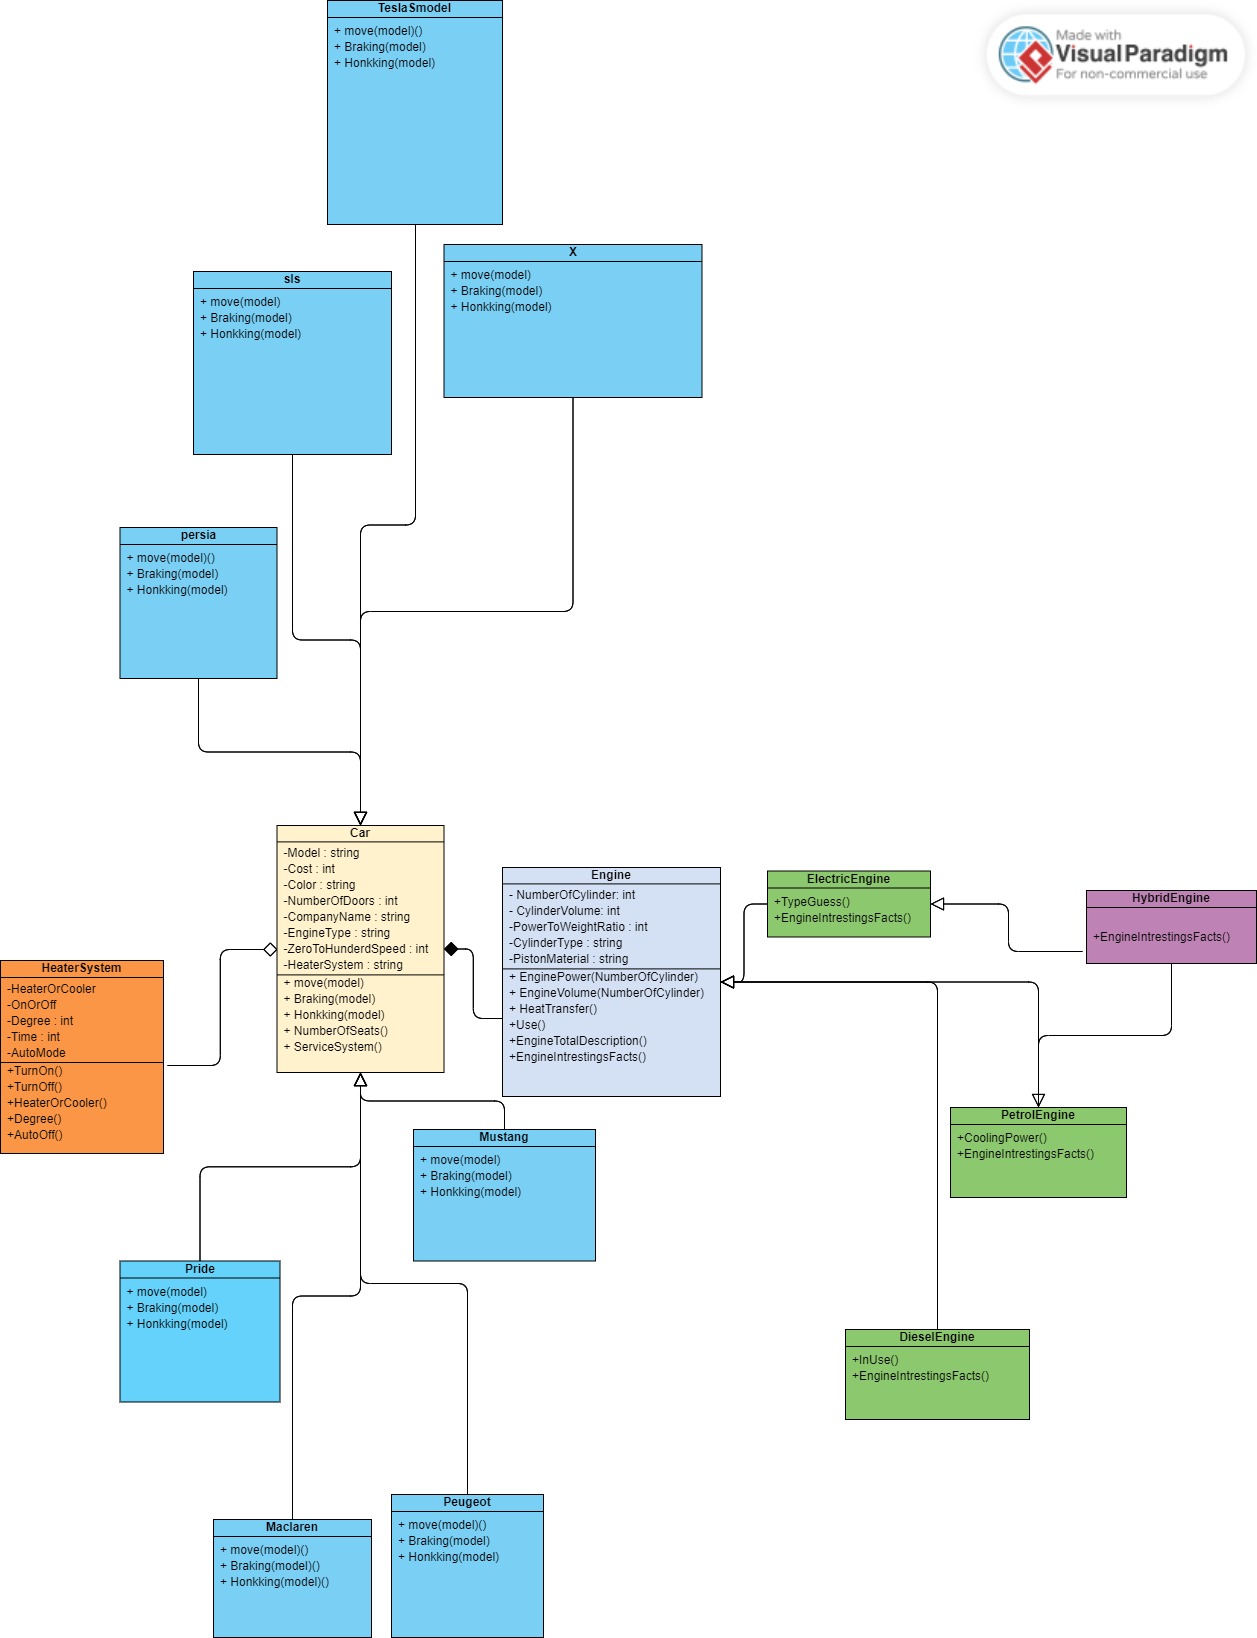 TeslaSmodel
+ move(model)()
+ Braking(model)
+ Honkking(model)
Made with
Visual Paradigm
For non-commercial use
X
+ move(model)
+ Braking(model)
+ Honkking(model)
sls
+ move(model)
+ Braking(model)
+ Honkking(model)
persia
+ move(model)()
+ Braking(model)
+ Honkking(model)
Car
-Model : string
-Cost : int
-Color : string
-NumberOfDoors : int
-CompanyName : string
-EngineType : string
-ZeroToHunderdSpeed : int
-HeaterSystem : string
+ move(model)
+ Braking(model)
+ Honkking(model)
+ NumberOfSeats()
+ ServiceSystem()
Engine
- NumberOfCylinder: int
- CylinderVolume: int
-PowerToWeightRatio : int
-CylinderType : string
-PistonMaterial : string
+ EnginePower(NumberOfCylinder)
+ EngineVolume(NumberOfCylinder)
+ HeatTransfer()
+Use()
+EngineTotalDescription()
+EngineIntrestingsFacts()
ElectricEngine
+TypeGuess()
+EngineIntrestingsFacts()
HybridEngine
+EngineIntrestingsFacts()
HeaterSystem
-HeaterOrCooler
-OnOrOff
-Degree : int
-Time : int
-AutoMode
+TurnOn()
+TurnOff()
+HeaterOrCooler()
+Degree()
+AutoOff()
PetrolEngine
+CoolingPower()
+EngineIntrestingsFacts()
Mustang
+ move(model)
+ Braking(model)
+ Honkking(model)
Pride
+ move(model)
+ Braking(model)
+ Honkking(model)
DieselEngine
+InUse()
+EngineIntrestingsFacts()
Maclaren
+ move(model)()
+ Braking(model)()
+ Honkking(model)()
Peugeot
+ move(model)()
+ Braking(model)
+ Honkking(model)